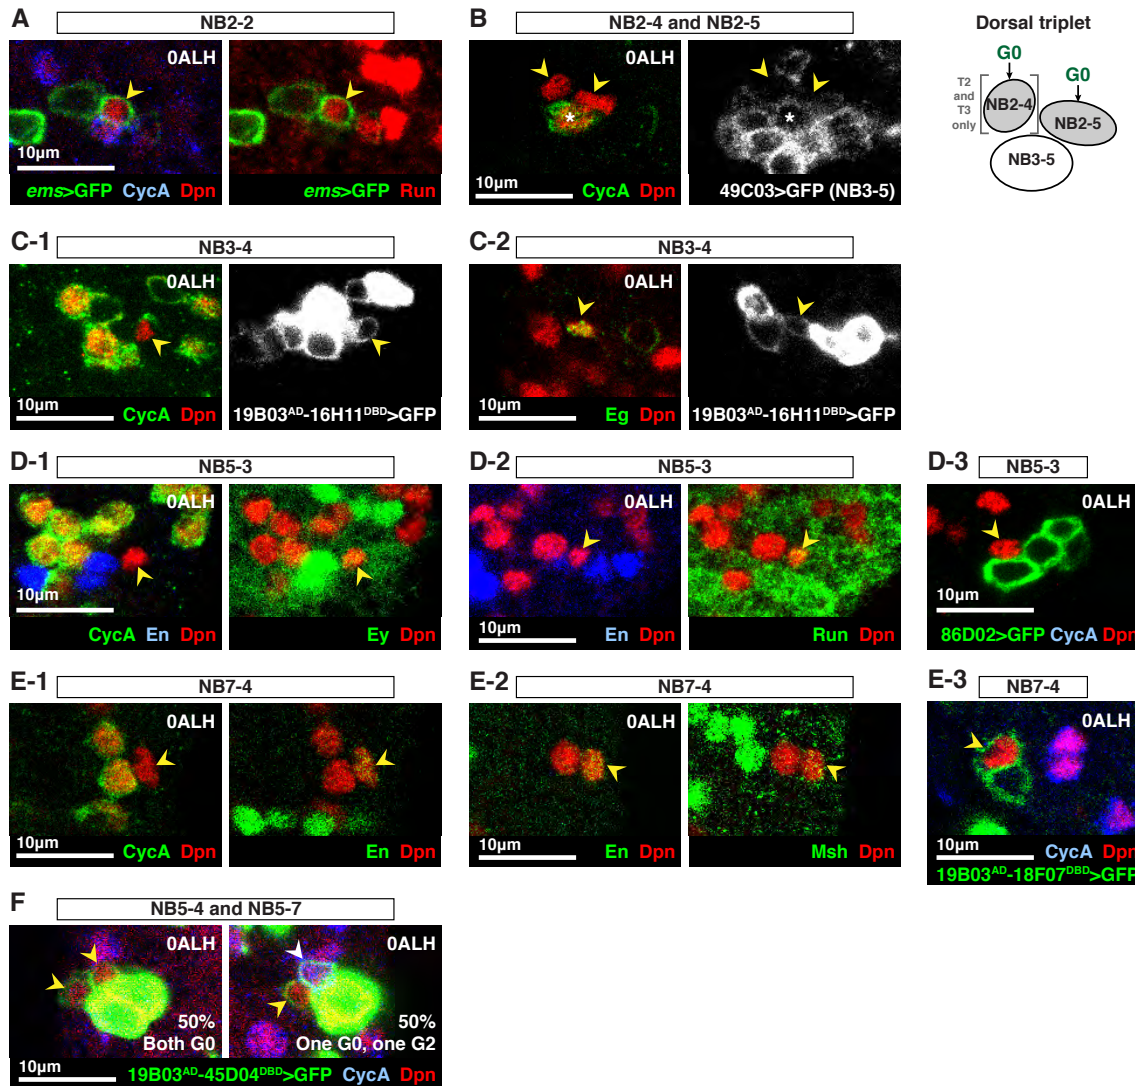 A NB2-2
0ALH
10µm
ems>GFP CycA Dpn
ems>GFP Run
B NB2-4 and NB2-5
0ALH
*
*
10µm
CycA Dpn
49C03>GFP (NB3-5)
Dorsal triplet
G0
G0
T2
and
T3
only
NB2-4
NB2-5
NB3-5
C-1 NB3-4
0ALH
10µm
CycA Dpn
19B03ᴬᴰ-16H11ᴰᴮᴰ>GFP
C-2 NB3-4
0ALH
10µm
Eg Dpn
19B03ᴬᴰ-16H11ᴰᴮᴰ>GFP
D-1 NB5-3
0ALH
10µm
CycA En Dpn
Ey Dpn
D-2 NB5-3
0ALH
10µm
En Dpn
Run Dpn
D-3 NB5-3
0ALH
10µm
86D02>GFP CycA Dpn
E-1 NB7-4
0ALH
10µm
CycA Dpn
En Dpn
E-2 NB7-4
0ALH
10µm
En Dpn
Msh Dpn
E-3 NB7-4
0ALH
10µm
CycA Dpn
19B03ᴬᴰ-18F07ᴰᴮᴰ>GFP
F NB5-4 and NB5-7
0ALH
50%
Both G0
0ALH
50%
One G0, one G2
10µm
19B03ᴬᴰ-45D04ᴰᴮᴰ>GFP CycA Dpn